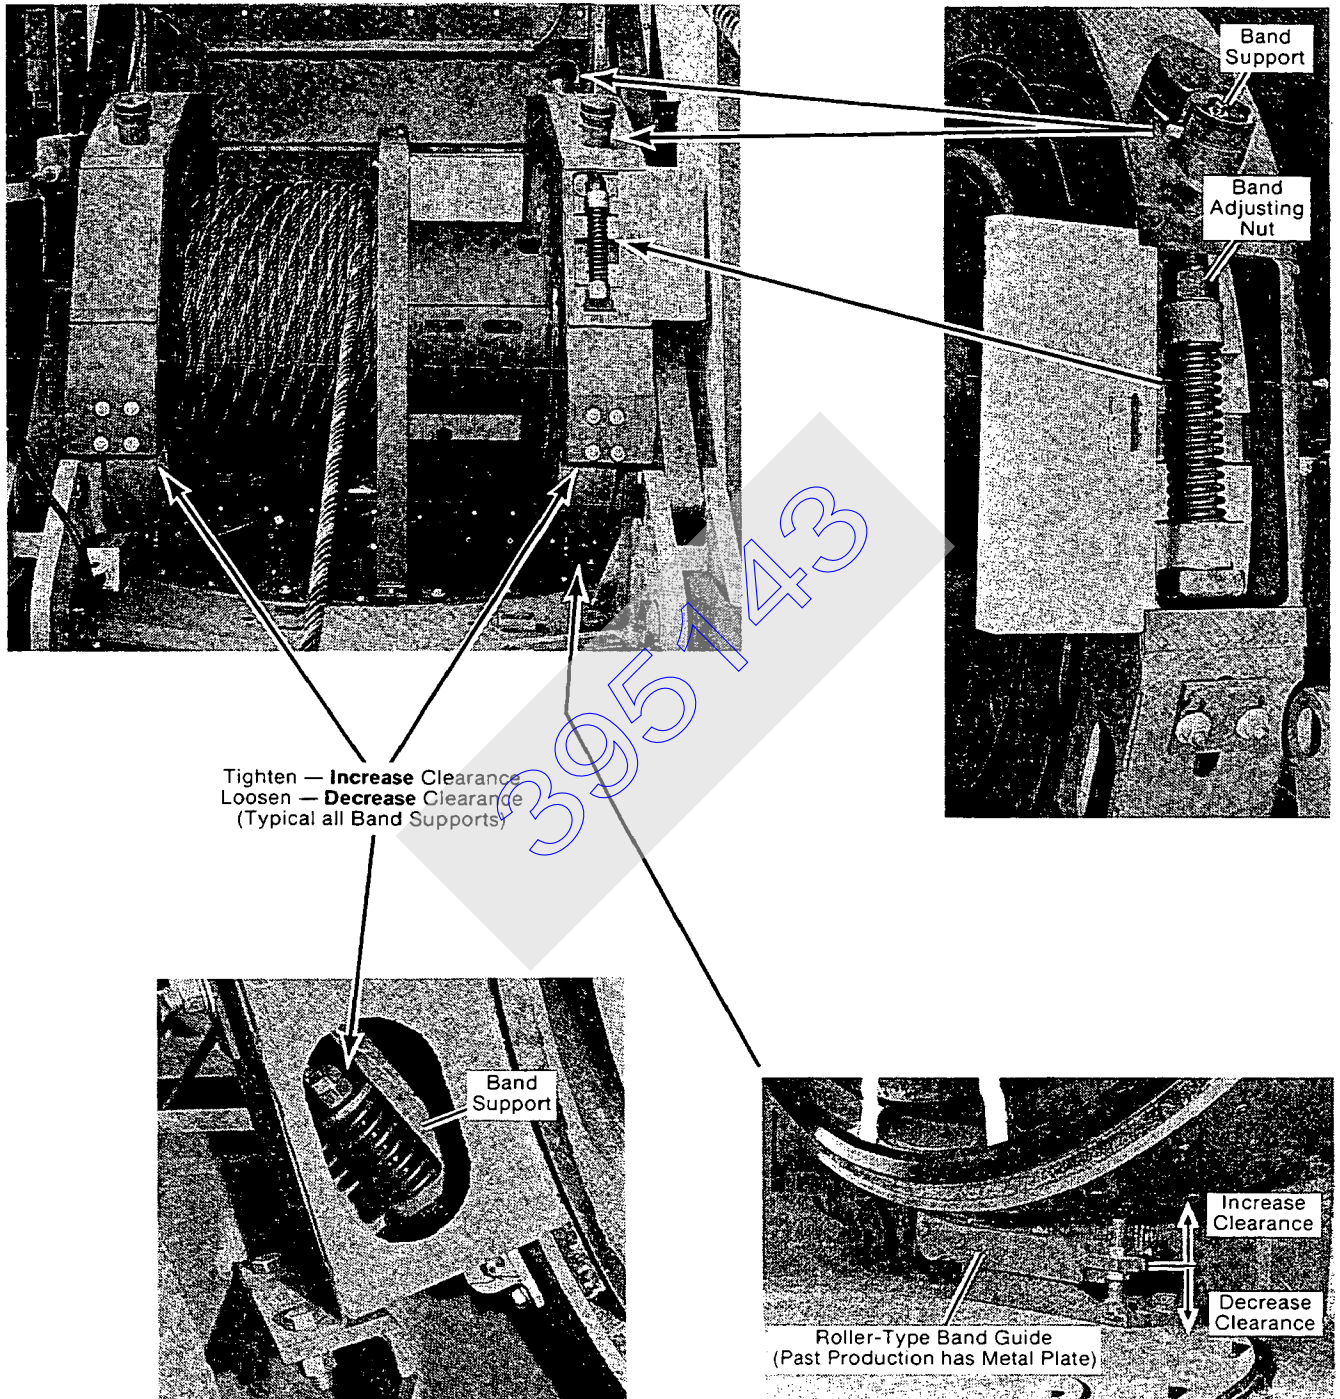 Band
Support
Band
Adjusting
Nut
Tighten — Increase Clearance
Loosen — Decrease Clearance
(Typical all Band Supports)
395143
Band
Support
Increase
Clearance
Decrease
Clearance
Roller-Type Band Guide
(Past Production has Metal Plate)